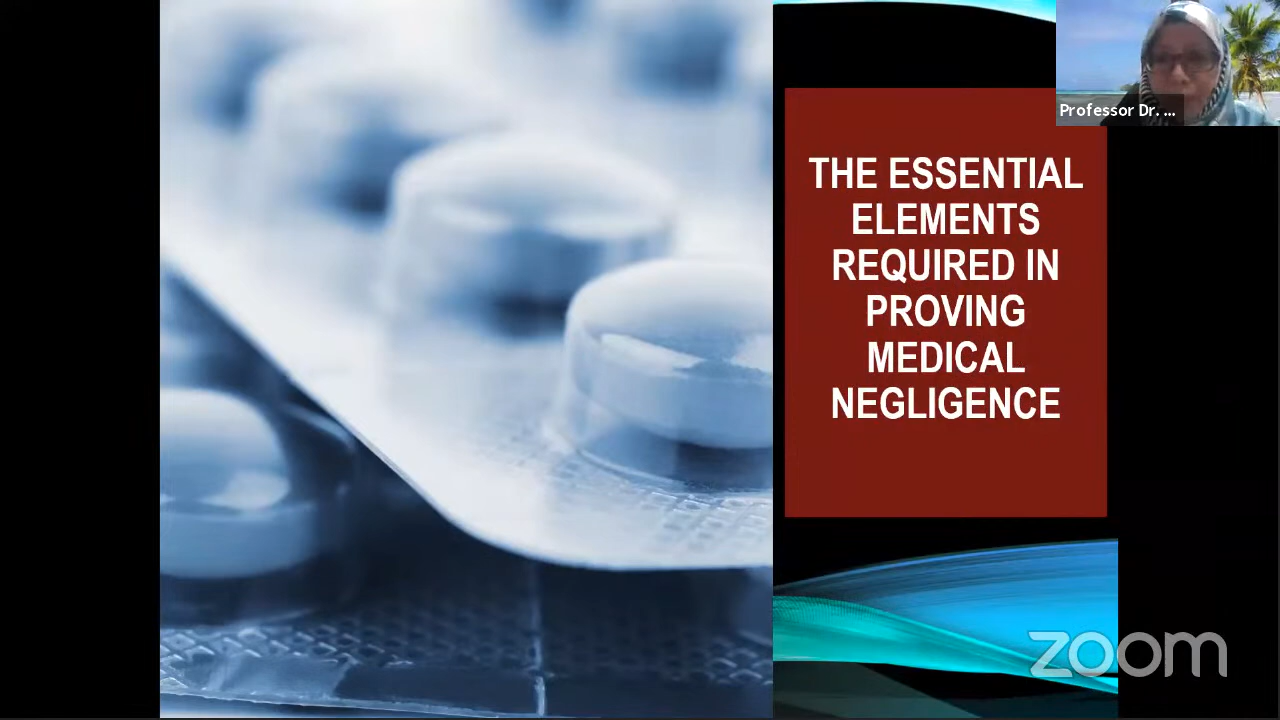 Professor Dr. ...
THE ESSENTIAL
ELEMENTS
REQUIRED IN
PROVING
MEDICAL
NEGLIGENCE
zoom